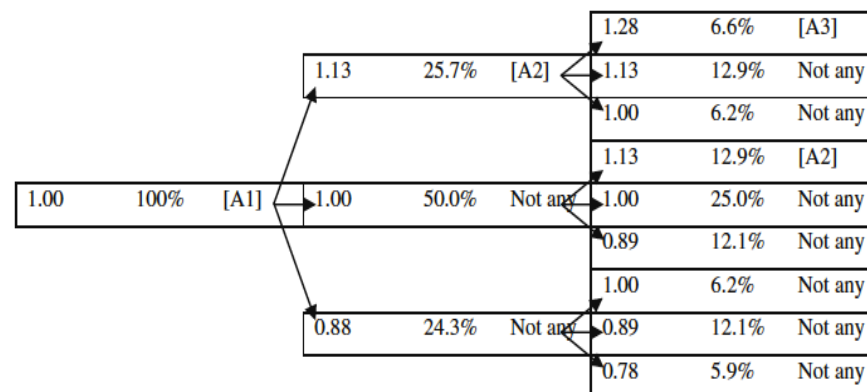 1.28 6.6% [A3]
1.13 25.7% [A2] 1.13 12.9% Not any
1.00 6.2% Not any
1.13 12.9% [A2]
1.00 100% [A1] 1.00 50.0% Not any 1.00 25.0% Not any
0.89 12.1% Not any
1.00 6.2% Not any
0.88 24.3% Not any 0.89 12.1% Not any
0.78 5.9% Not any